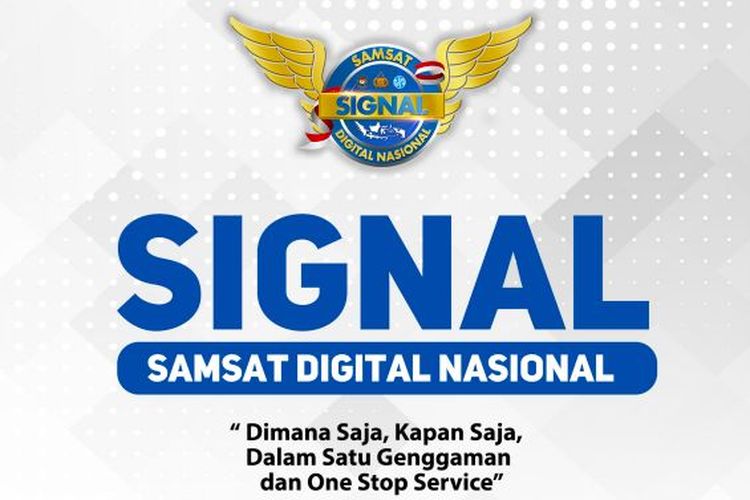 SAMSAT
SIGNAL
DIGITAL NASIONAL
SIGNAL
SAMSAT DIGITAL NASIONAL
“ Dimana Saja, Kapan Saja,
Dalam Satu Genggaman
dan One Stop Service”